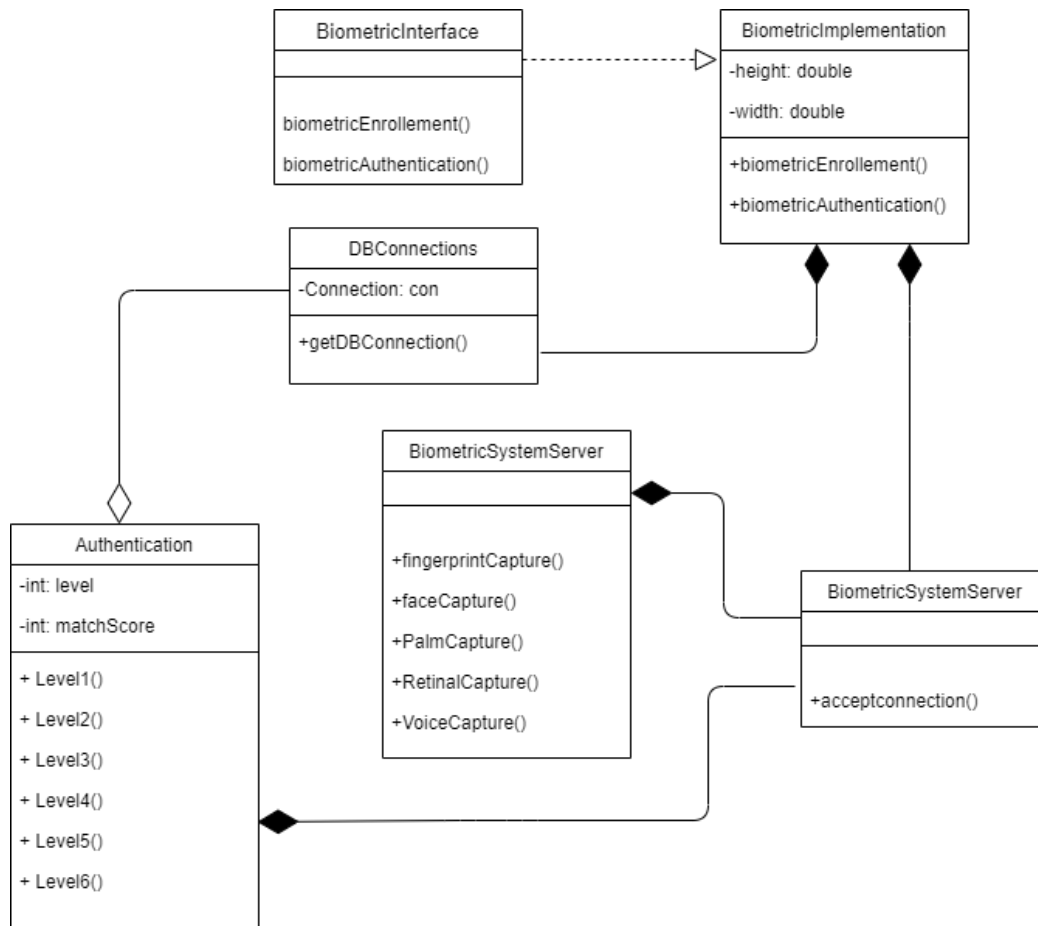 BiometricInterface
biometricEnrollement()
biometricAuthentication()
BiometricImplementation
-height: double
-width: double
+biometricEnrollement()
+biometricAuthentication()
DBConnections
-Connection: con
+getDBConnection()
BiometricSystemServer
+fingerprintCapture()
+faceCapture()
+PalmCapture()
+RetinalCapture()
+VoiceCapture()
Authentication
-int: level
-int: matchScore
+ Level1()
+ Level2()
+ Level3()
+ Level4()
+ Level5()
+ Level6()
BiometricSystemServer
+acceptconnection()